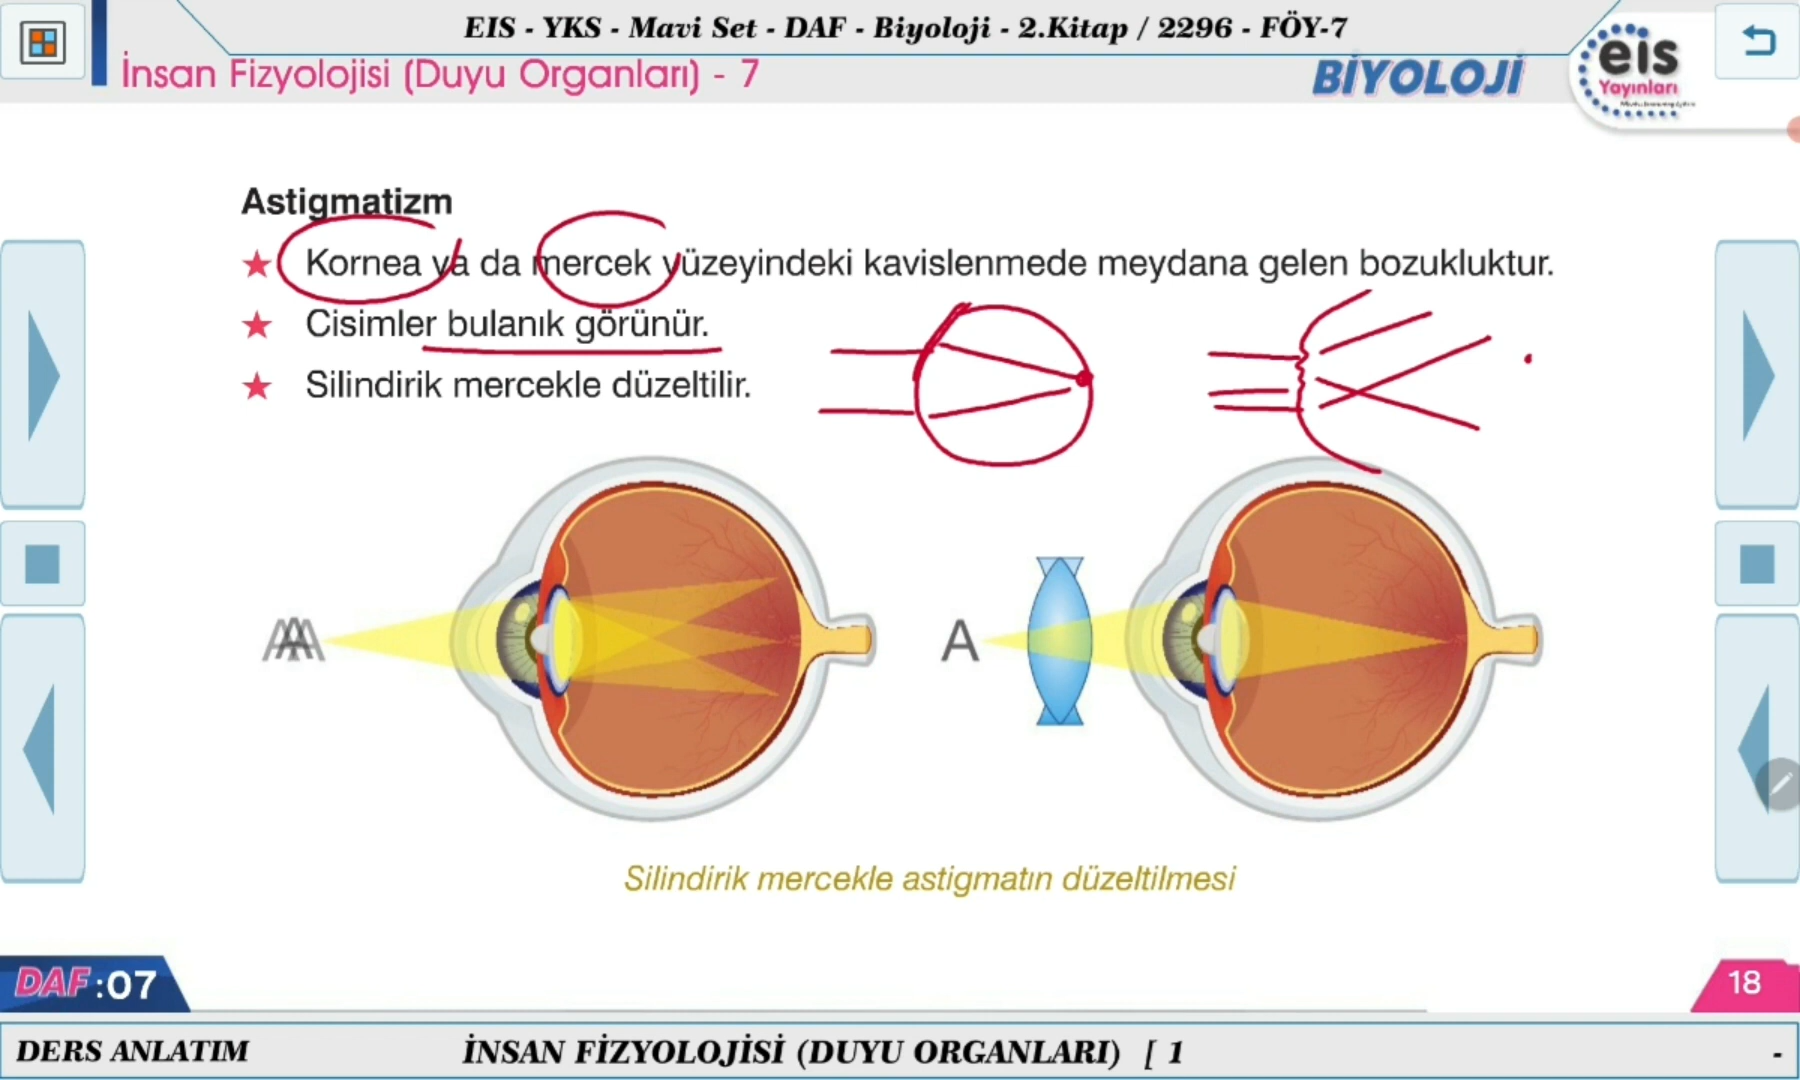 EIS - YKS - Mavi Set - DAF - Biyoloji - 2.Kitap / 2296 - FÖY-7
İnsan Fizyolojisi (Duyu Organları) - 7
BİYOLOJİ
eis
Yayınları
Astigmatizm
★ Kornea ya da mercek yüzeyindeki kavislenmede meydana gelen bozukluktur.
★ Cisimler bulanık görünür.
★ Silindirik mercekle düzeltilir.
AAA
A
Silindirik mercekle astigmatın düzeltilmesi
DAF:07
18
DERS ANLATIM
İNSAN FİZYOLOJİSİ (DUYU ORGANLARI) [ 1
-